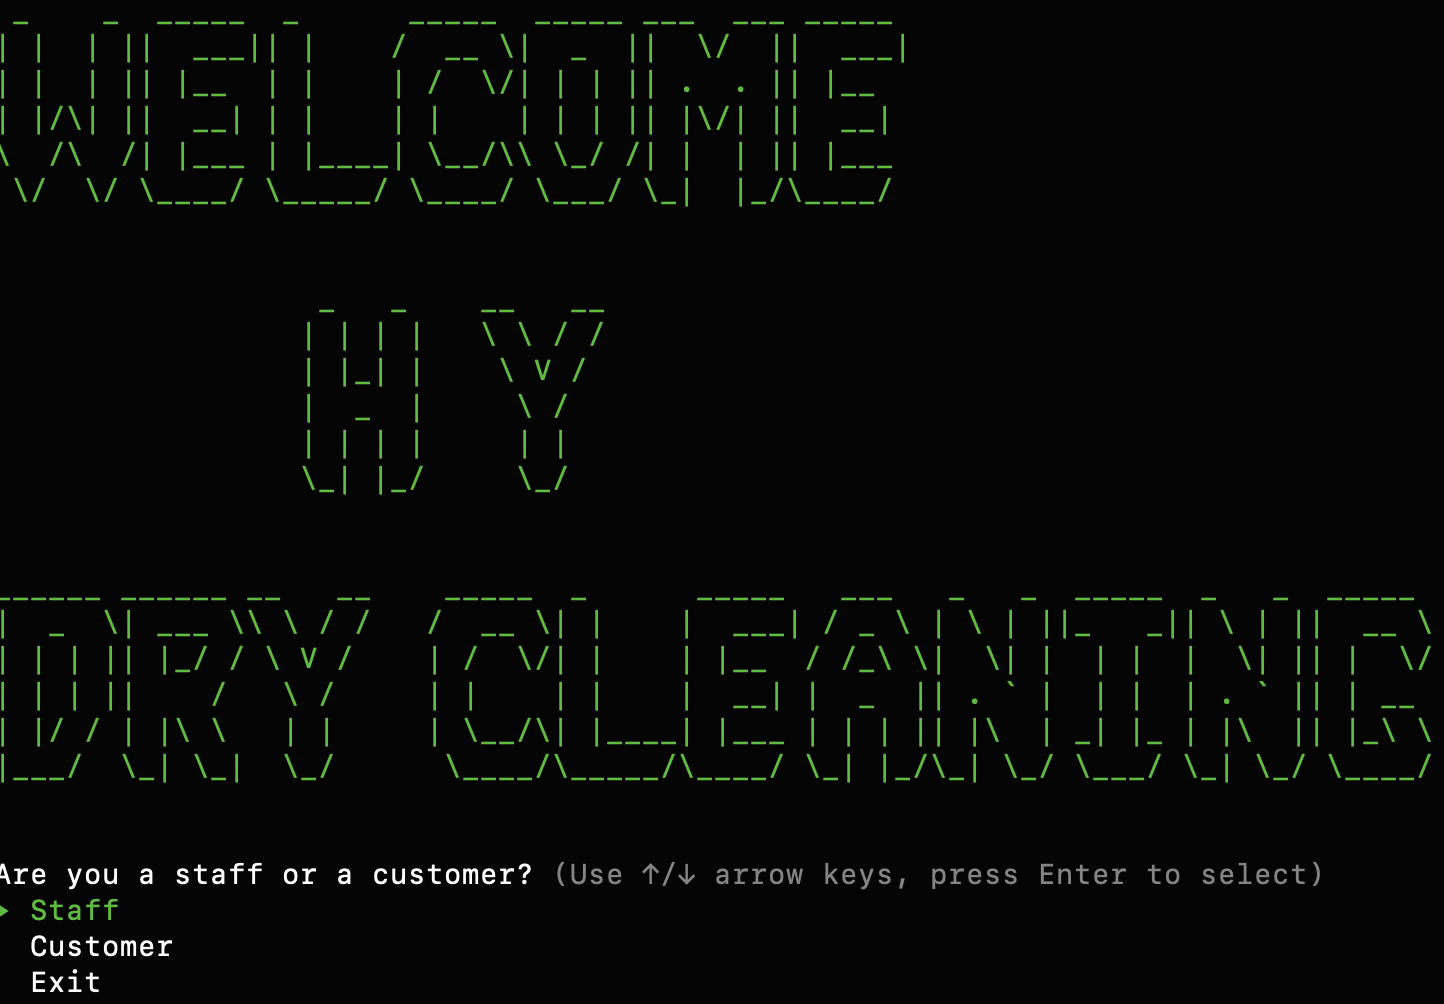 WELCOME
HY
DRY CLEANING
Are you a staff or a customer? (Use ↑/↓ arrow keys, press Enter to select)
‣ Staff
Customer
Exit